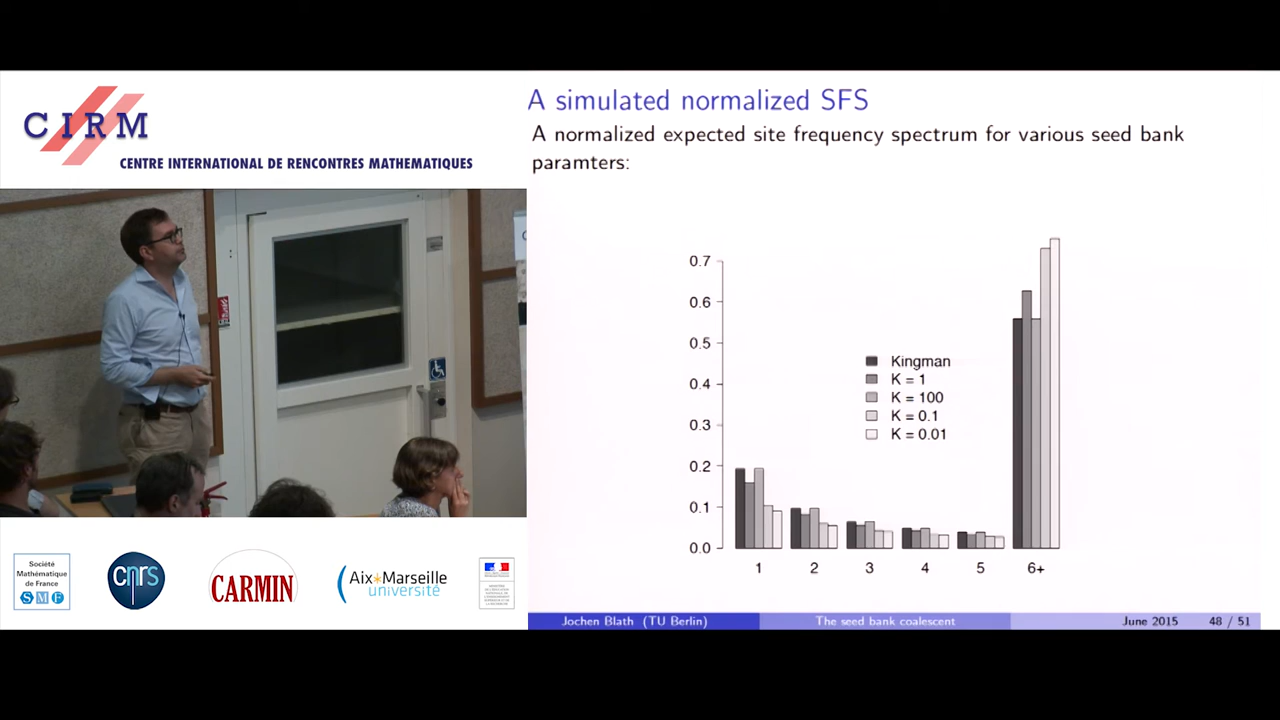 CIRM
CENTRE INTERNATIONAL DE RENCONTRES MATHEMATIQUES
A simulated normalized SFS
A normalized expected site frequency spectrum for various seed bank
paramters:
0.7
0.6
0.5
0.4
0.3
0.2
0.1
0.0
Kingman
K = 1
K = 100
K = 0.1
K = 0.01
1 2 3 4 5 6+
Société
Mathématique
de France
SMF
cnrs
CARMIN
Aix*Marseille
université
Jochen Blath (TU Berlin) The seed bank coalescent June 2015 48 / 51